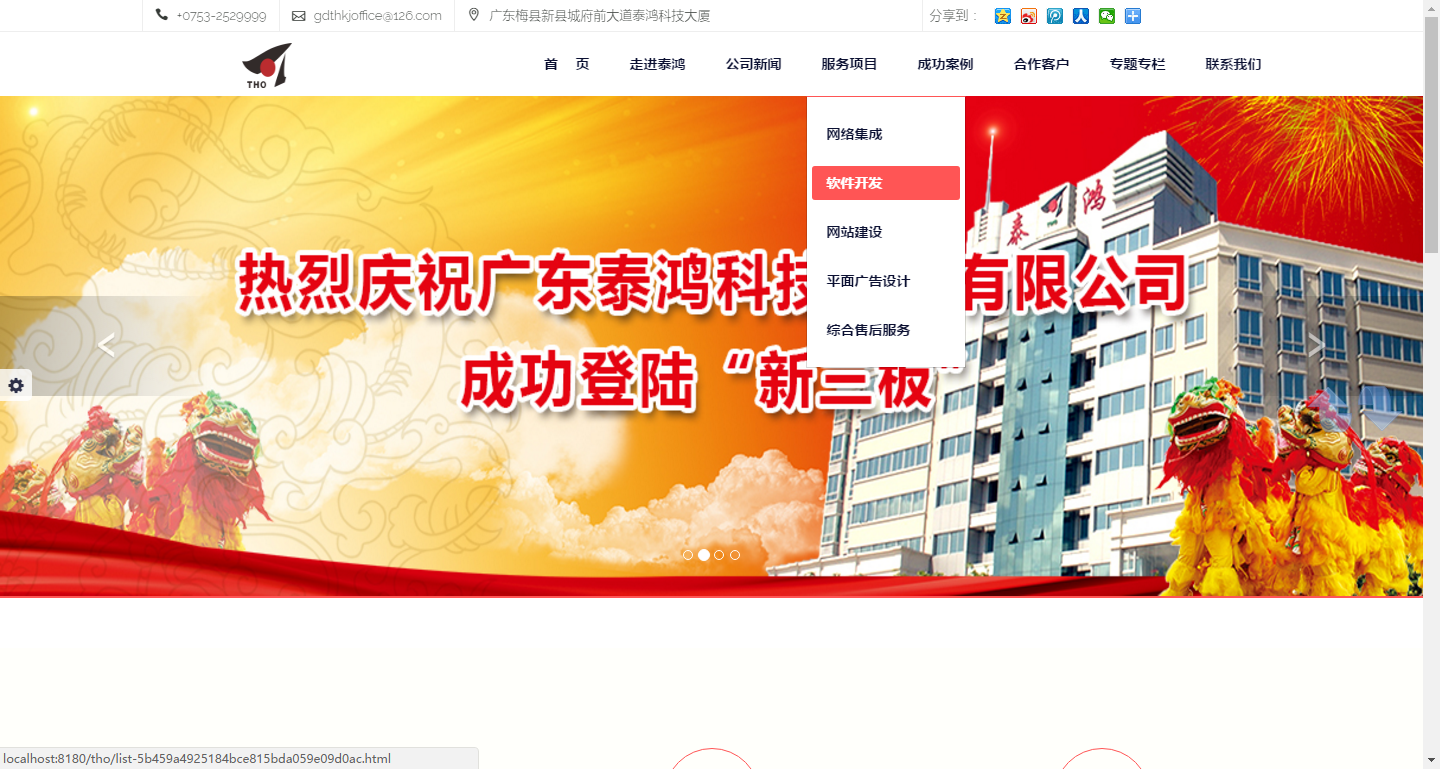 +0753-2529999
gdthkjoffice@126.com
广东梅县新县城府前大道泰鸿科技大厦
分享到：
THO
首 页
走进泰鸿
公司新闻
服务项目
成功案例
合作客户
专题专栏
联系我们
网络集成
软件开发
网站建设
平面广告设计
综合售后服务
泰鸿
热烈庆祝广东泰鸿科技
有限公司
成功登陆“新三板”
localhost:8180/tho/list-5b459a4925184bce815bda059e09d0ac.html